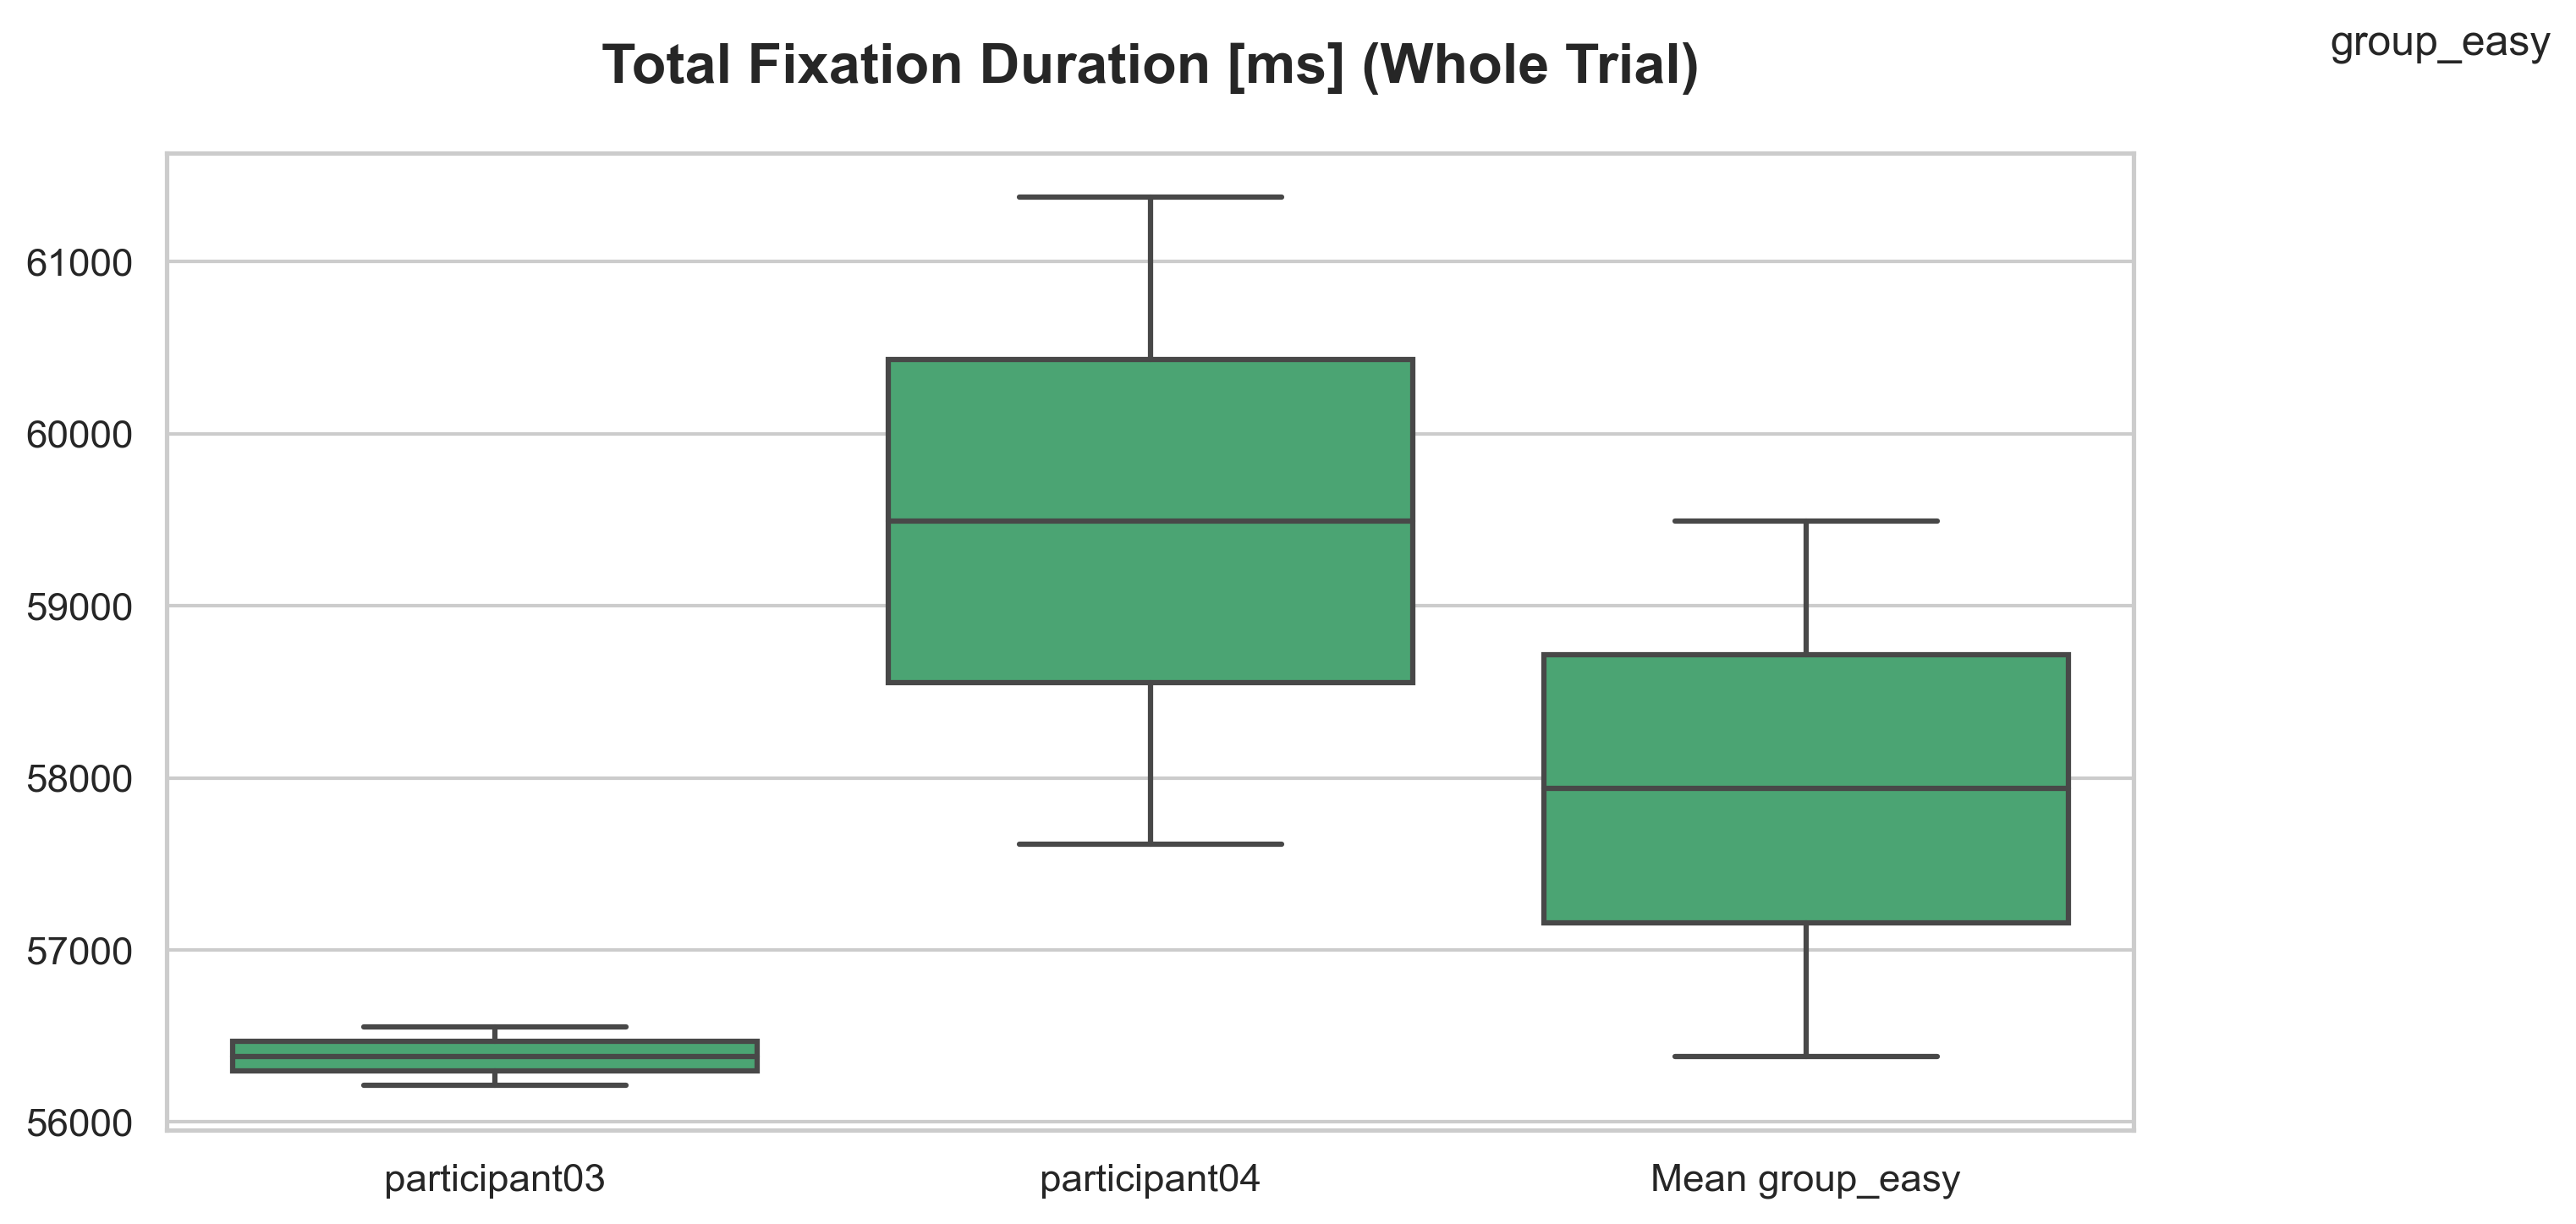 group_easy
Total Fixation Duration [ms] (Whole Trial)
61000
60000
59000
58000
57000
56000
participant03
participant04
Mean group_easy